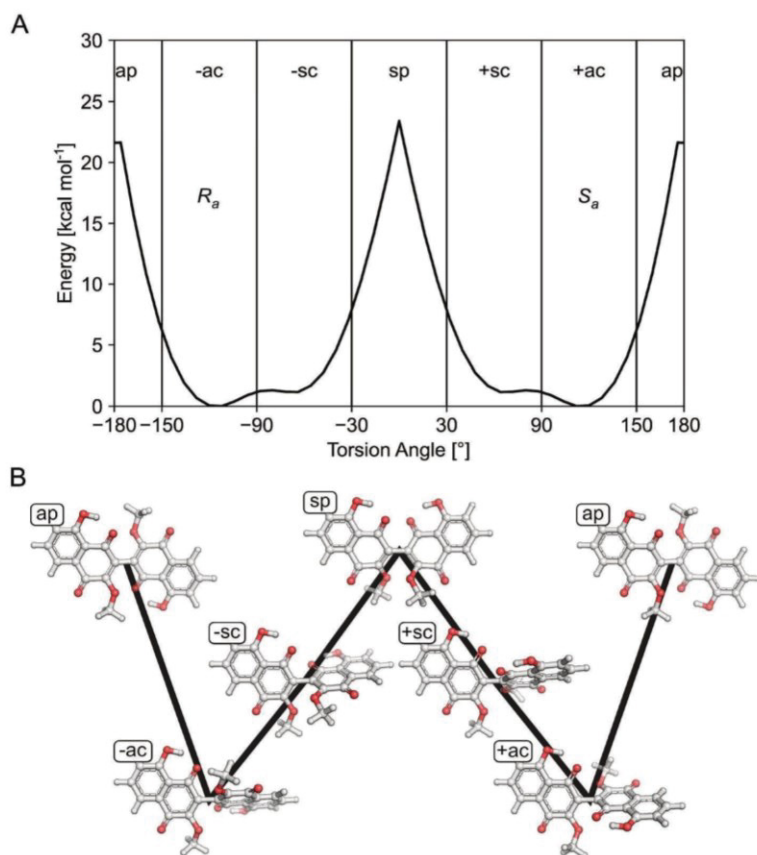 A
30
25
20
15
10
5
0
Energy [kcal mol⁻¹]
ap -ac -sc sp +sc +ac ap
Rₐ Sₐ
−180 −150 −90 −30 30 90 150 180
Torsion Angle [°]
B
ap sp ap
-sc +sc
-ac +ac